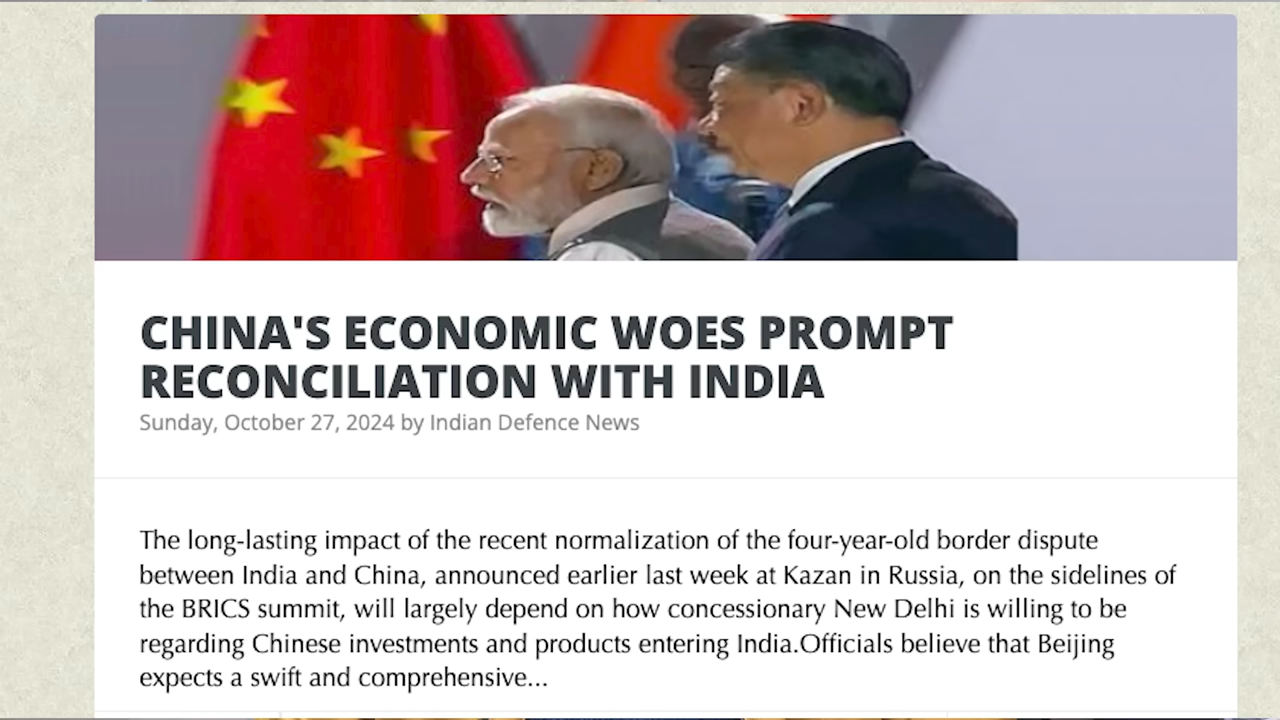 CHINA'S ECONOMIC WOES PROMPT
RECONCILIATION WITH INDIA
Sunday, October 27, 2024 by Indian Defence News
The long-lasting impact of the recent normalization of the four-year-old border dispute
between India and China, announced earlier last week at Kazan in Russia, on the sidelines of
the BRICS summit, will largely depend on how concessionary New Delhi is willing to be
regarding Chinese investments and products entering India.Officials believe that Beijing
expects a swift and comprehensive...